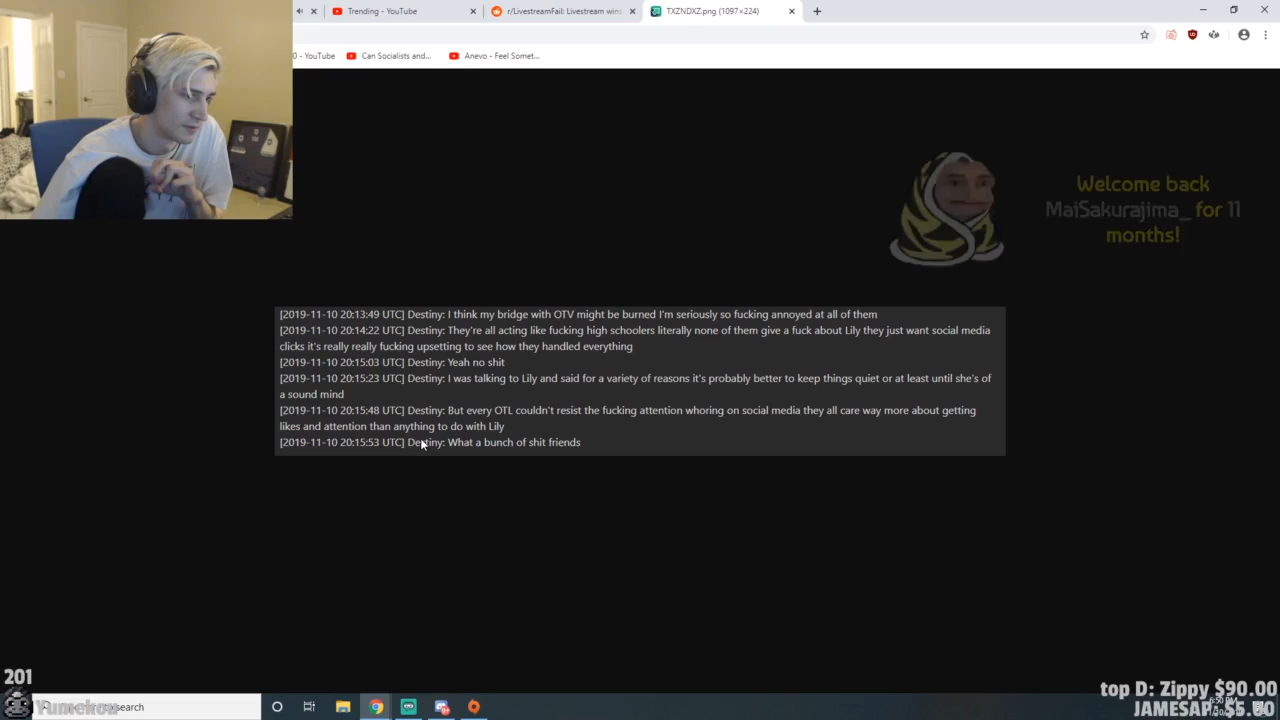 Trending - YouTube
r/LivestreamFail: Livestream wins
TXZNDXZ.png (1097×224)
0 - YouTube
Can Socialists and...
Anevo - Feel Somet...
Welcome back
MaiSakurajima_ for 11
months!
[2019-11-10 20:13:49 UTC] Destiny: I think my bridge with OTV might be burned I'm seriously so fucking annoyed at all of them
[2019-11-10 20:14:22 UTC] Destiny: They're all acting like fucking high schoolers literally none of them give a fuck about Lily they just want social media
clicks it's really really fucking upsetting to see how they handled everything
[2019-11-10 20:15:03 UTC] Destiny: Yeah no shit
[2019-11-10 20:15:23 UTC] Destiny: I was talking to Lily and said for a variety of reasons it's probably better to keep things quiet or at least until she's of
a sound mind
[2019-11-10 20:15:48 UTC] Destiny: But every OTL couldn't resist the fucking attention whoring on social media they all care way more about getting
likes and attention than anything to do with Lily
[2019-11-10 20:15:53 UTC] Destiny: What a bunch of shit friends
201
Yumekou
search
top D: Zippy $90.00
JAMESAP: $5.00